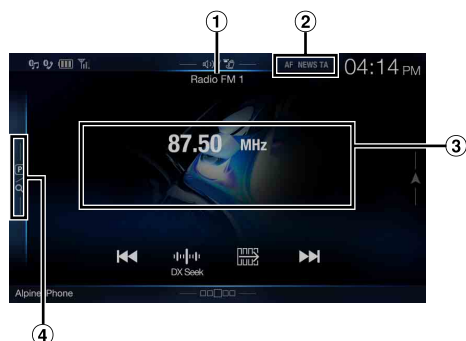 ①
②
AF NEWS TA
04:14 PM
Radio FM 1
87.50 MHz
③
P
DX Seek
Alpine Phone
④